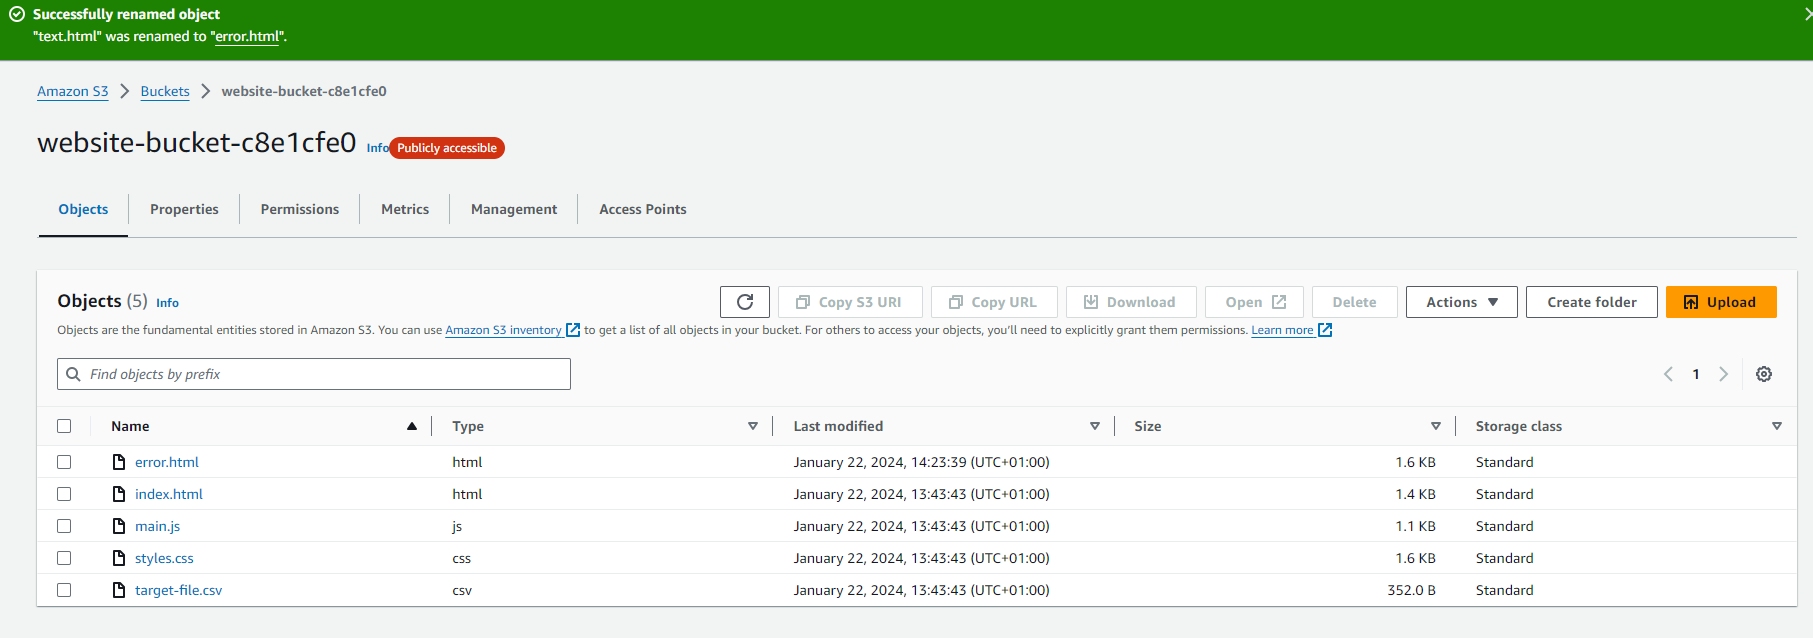 Successfully renamed object
"text.html" was renamed to "error.html".
Amazon S3 > Buckets > website-bucket-c8e1cfe0
website-bucket-c8e1cfe0 Info Publicly accessible
Objects Properties Permissions Metrics Management Access Points
Objects (5) Info Copy S3 URI Copy URL Download Open Delete Actions Create folder Upload
Objects are the fundamental entities stored in Amazon S3. You can use Amazon S3 inventory to get a list of all objects in your bucket. For others to access your objects, you'll need to explicitly grant them permissions. Learn more
Find objects by prefix 1
Name Type Last modified Size Storage class
error.html html January 22, 2024, 14:23:39 (UTC+01:00) 1.6 KB Standard
index.html html January 22, 2024, 13:43:43 (UTC+01:00) 1.4 KB Standard
main.js js January 22, 2024, 13:43:43 (UTC+01:00) 1.1 KB Standard
styles.css css January 22, 2024, 13:43:43 (UTC+01:00) 1.6 KB Standard
target-file.csv csv January 22, 2024, 13:43:43 (UTC+01:00) 352.0 B Standard